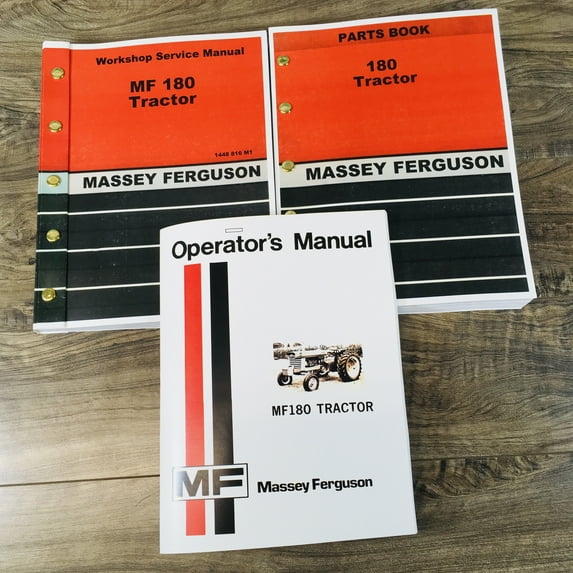 Workshop Service Manual
MF 180
Tractor
1448 810 M1
MASSEY FERGUSON
PARTS BOOK
180
Tractor
MASSEY FERGUSON
Operator's Manual
MF180 TRACTOR
MF
Massey Ferguson